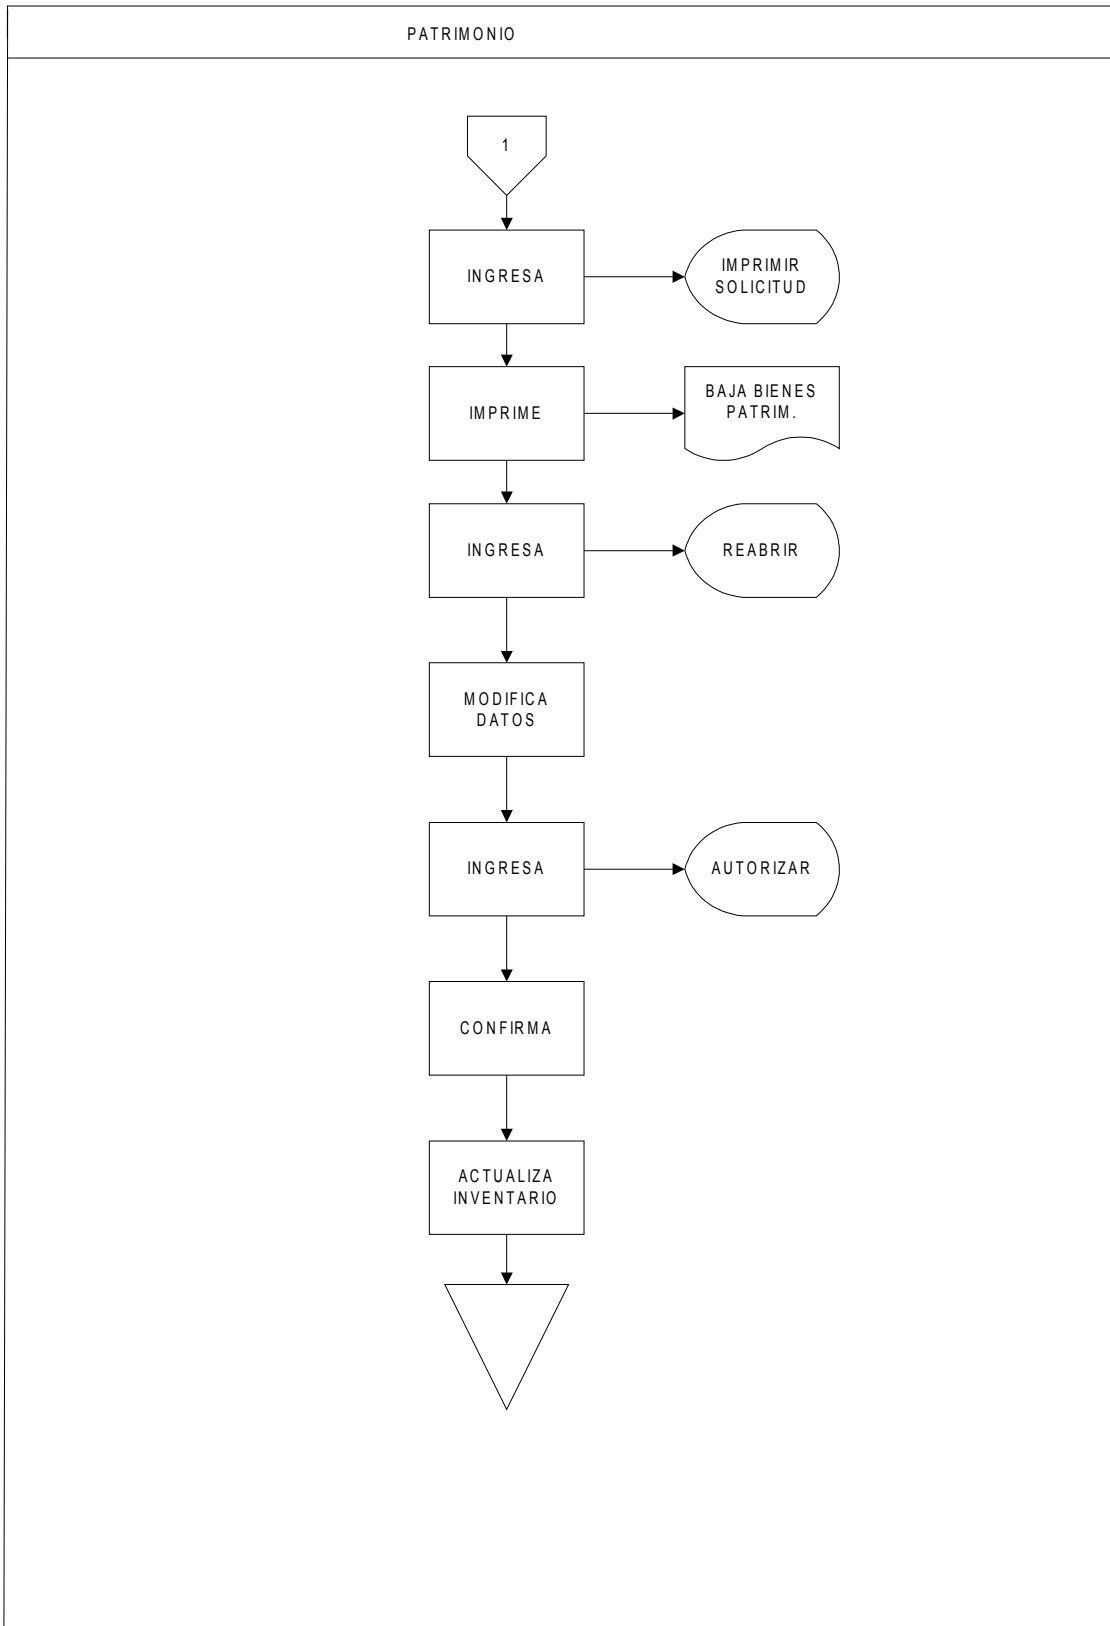 PATRIMONIO
1
INGRESA
IMPRIMIR
SOLICITUD
IMPRIME
BAJA BIENES
PATRIM.
INGRESA
REABRIR
MODIFICA
DATOS
INGRESA
AUTORIZAR
CONFIRMA
ACTUALIZA
INVENTARIO